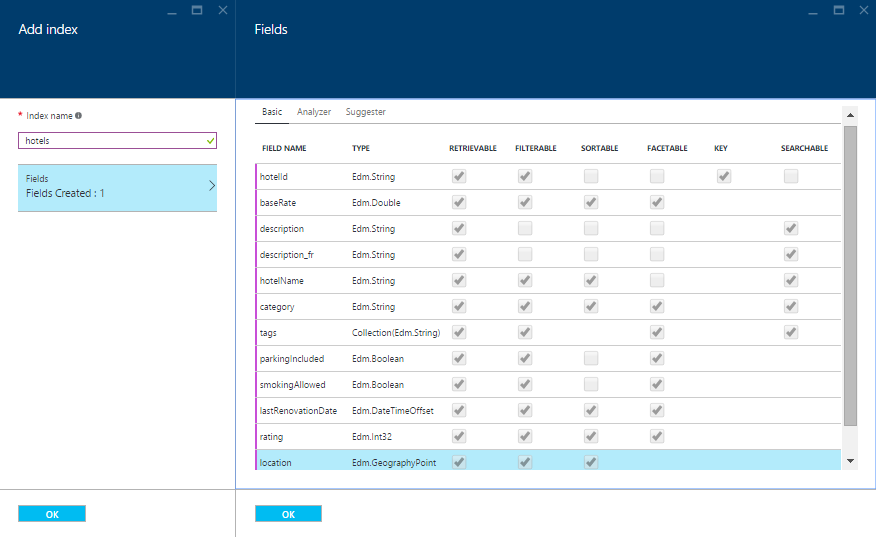 Add index
* Index name
hotels
Fields
Fields Created : 1
OK
Fields
Basic Analyzer Suggester
FIELD NAME TYPE RETRIEVABLE FILTERABLE SORTABLE FACETABLE KEY SEARCHABLE
hotelId Edm.String
baseRate Edm.Double
description Edm.String
description_fr Edm.String
hotelName Edm.String
category Edm.String
tags Collection(Edm.String)
parkingIncluded Edm.Boolean
smokingAllowed Edm.Boolean
lastRenovationDate Edm.DateTimeOffset
rating Edm.Int32
location Edm.GeographyPoint
OK